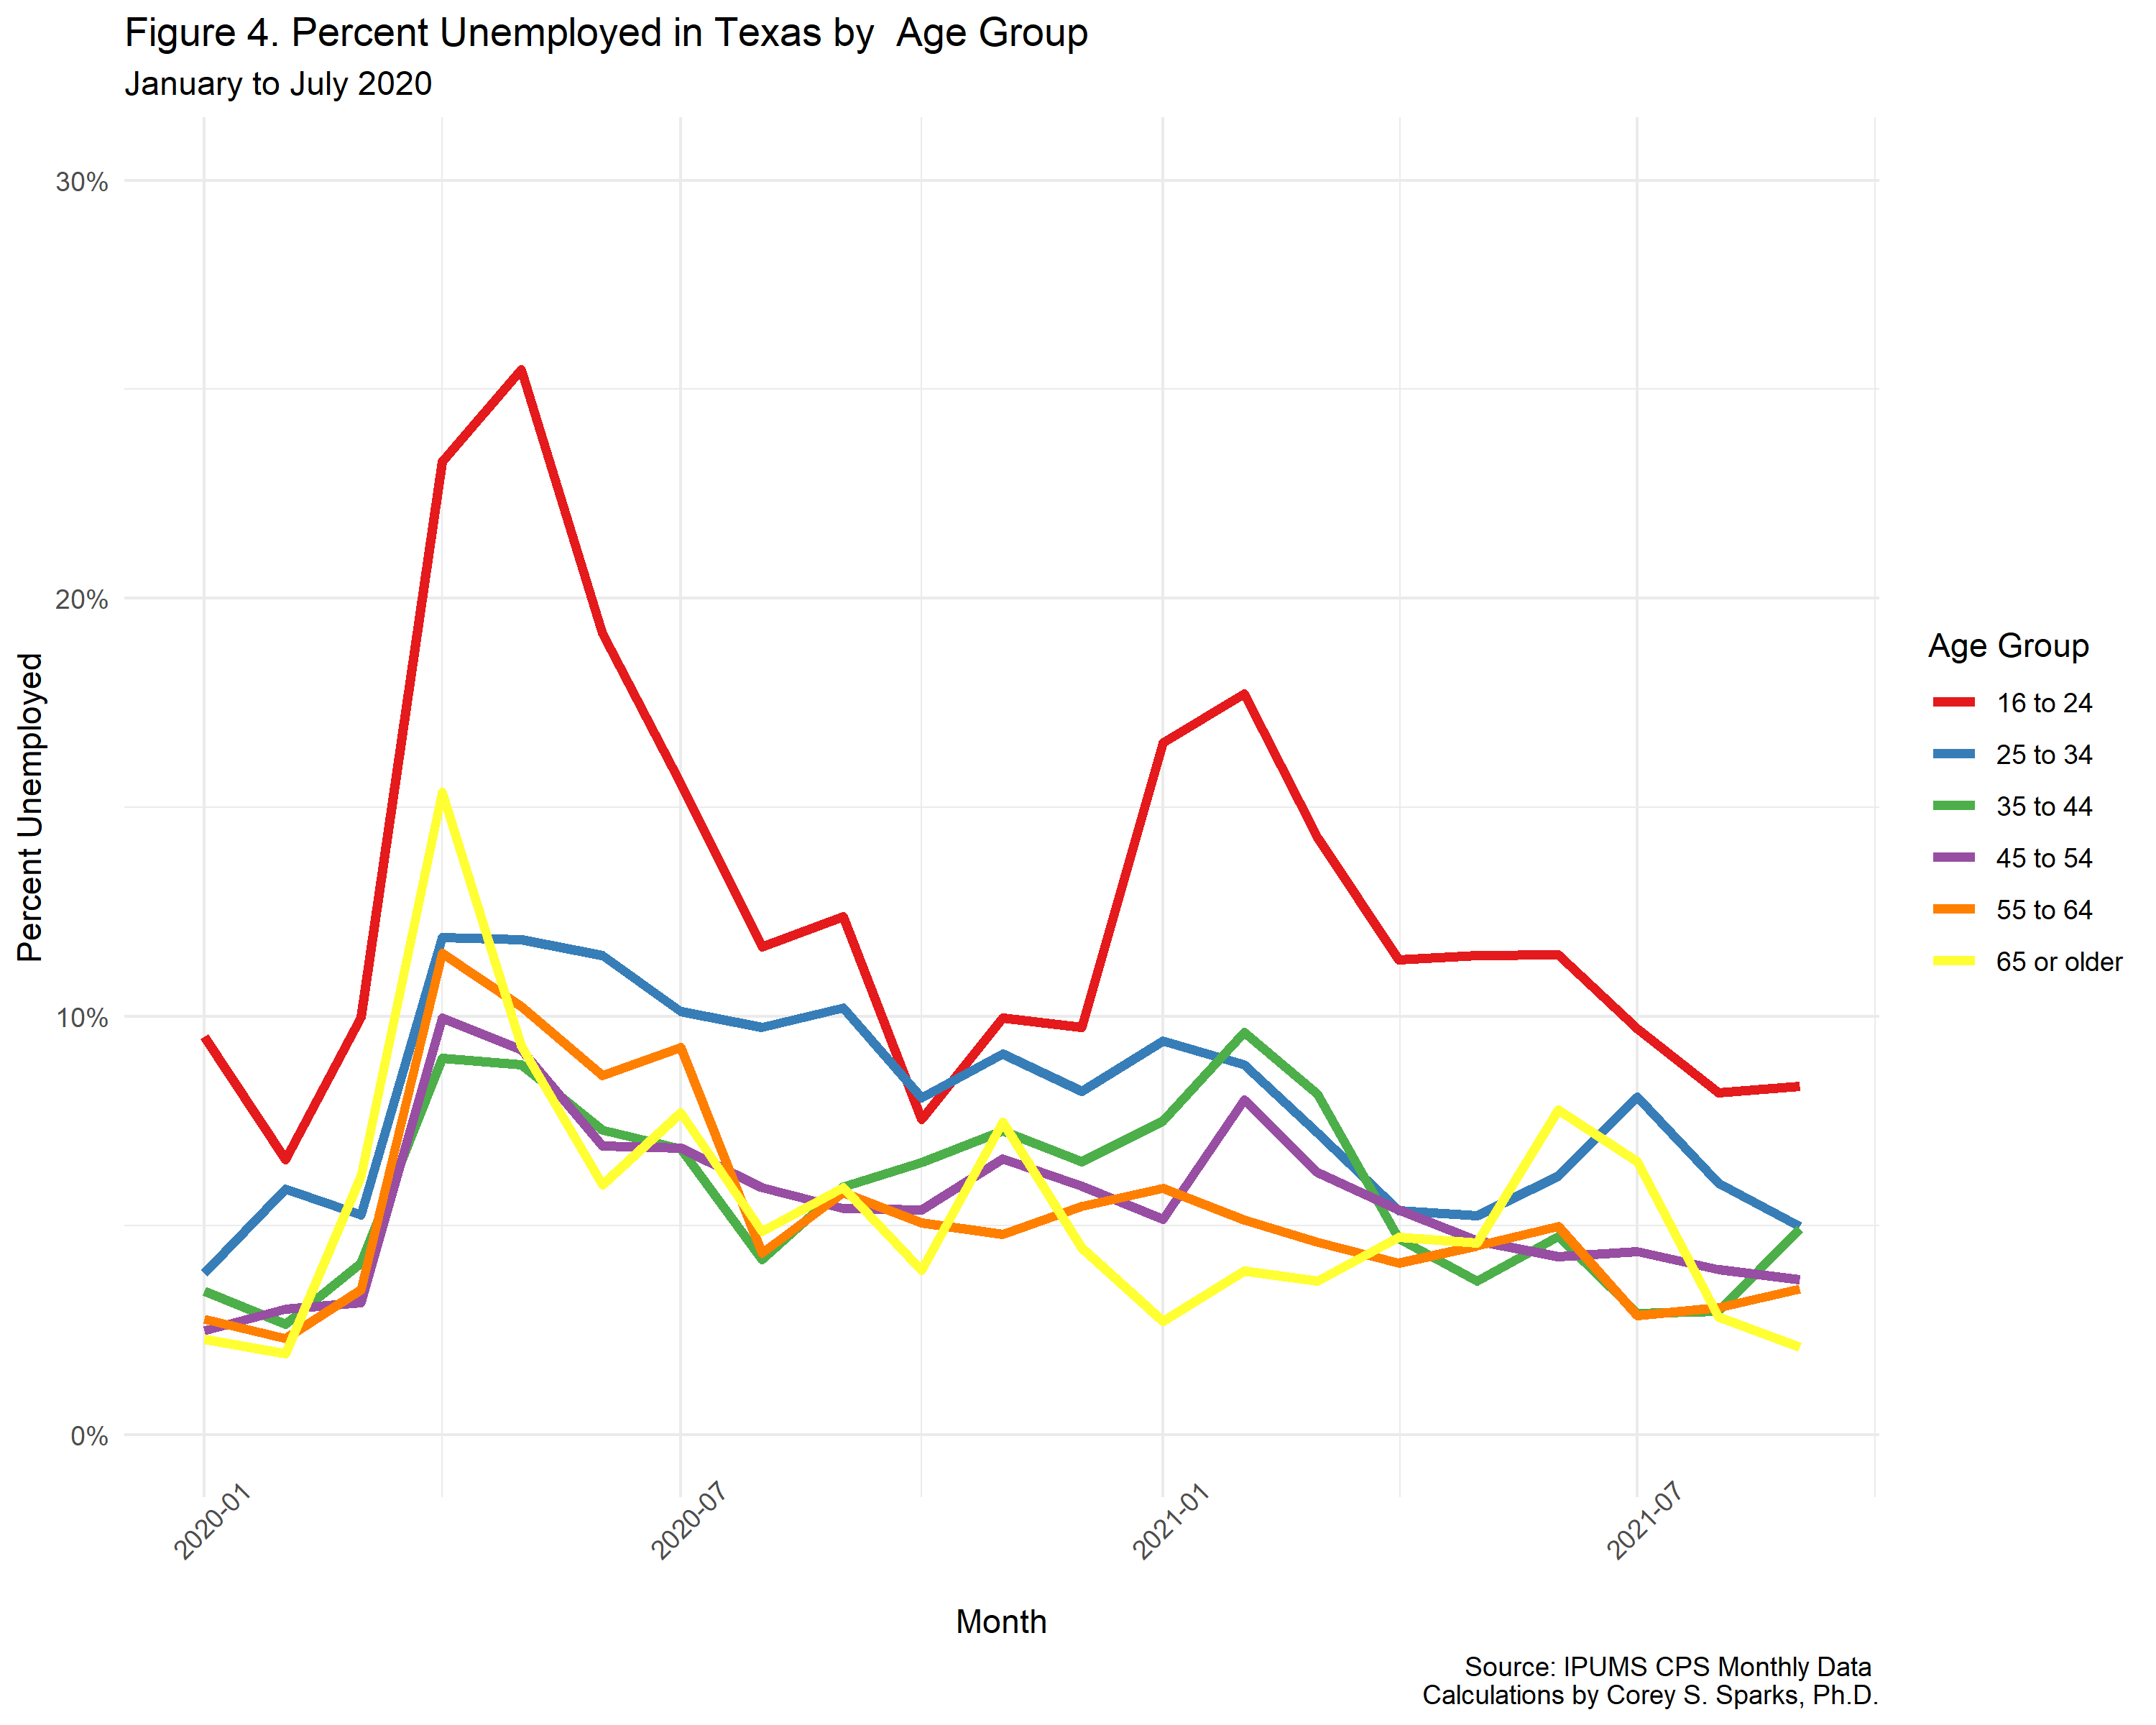 Figure 4. Percent Unemployed in Texas by  Age Group
January to July 2020
30%
20%
10%
0%
Percent Unemployed
2020-01
2020-07
2021-01
2021-07
Month
Age Group
16 to 24
25 to 34
35 to 44
45 to 54
55 to 64
65 or older
Source: IPUMS CPS Monthly Data
Calculations by Corey S. Sparks, Ph.D.